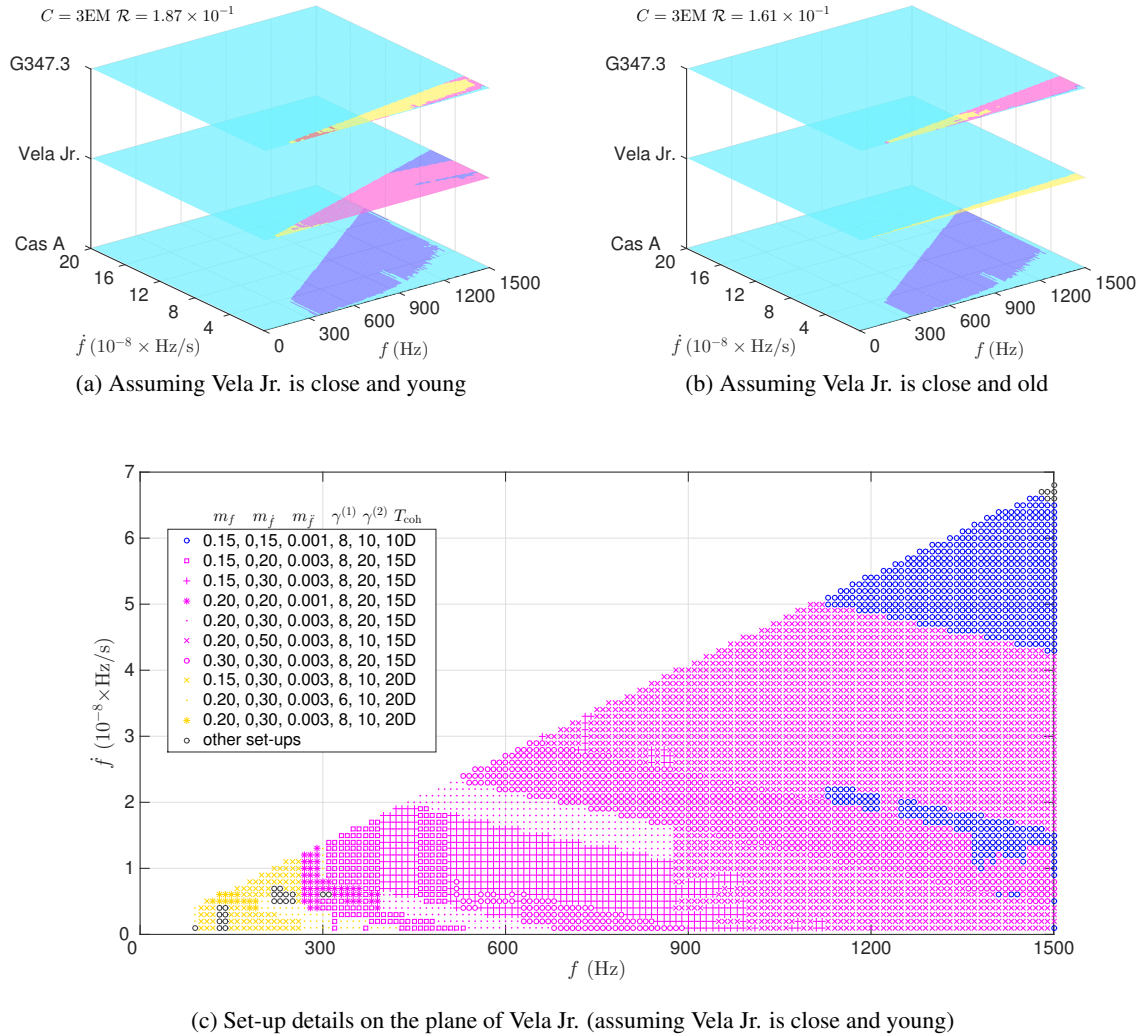 C = 3EM R = 1.87 × 10⁻¹
G347.3
Vela Jr.
Cas A
20
16
12
8
4
ḟ (10⁻⁸ × Hz/s)
0
300
600
900
1200
1500
f (Hz)
(a) Assuming Vela Jr. is close and young
C = 3EM R = 1.61 × 10⁻¹
G347.3
Vela Jr.
Cas A
20
16
12
8
4
ḟ (10⁻⁸ × Hz/s)
0
300
600
900
1200
1500
f (Hz)
(b) Assuming Vela Jr. is close and old
7
6
5
4
3
2
1
0
ḟ (10⁻⁸×Hz/s)
m_f m_ḟ m_f̈ γ⁽¹⁾ γ⁽²⁾ T_coh
0.15, 0,15, 0.001, 8, 10, 10D
0.15, 0,20, 0.003, 8, 20, 15D
0.15, 0,30, 0.003, 8, 20, 15D
0.20, 0,20, 0.001, 8, 20, 15D
0.20, 0,30, 0.003, 8, 20, 15D
0.20, 0,50, 0.003, 8, 10, 15D
0.30, 0,30, 0.003, 8, 20, 15D
0.15, 0,30, 0.003, 8, 10, 20D
0.20, 0,30, 0.003, 6, 10, 20D
0.20, 0,30, 0.003, 8, 10, 20D
other set-ups
0
300
600
900
1200
1500
f (Hz)
(c) Set-up details on the plane of Vela Jr. (assuming Vela Jr. is close and young)